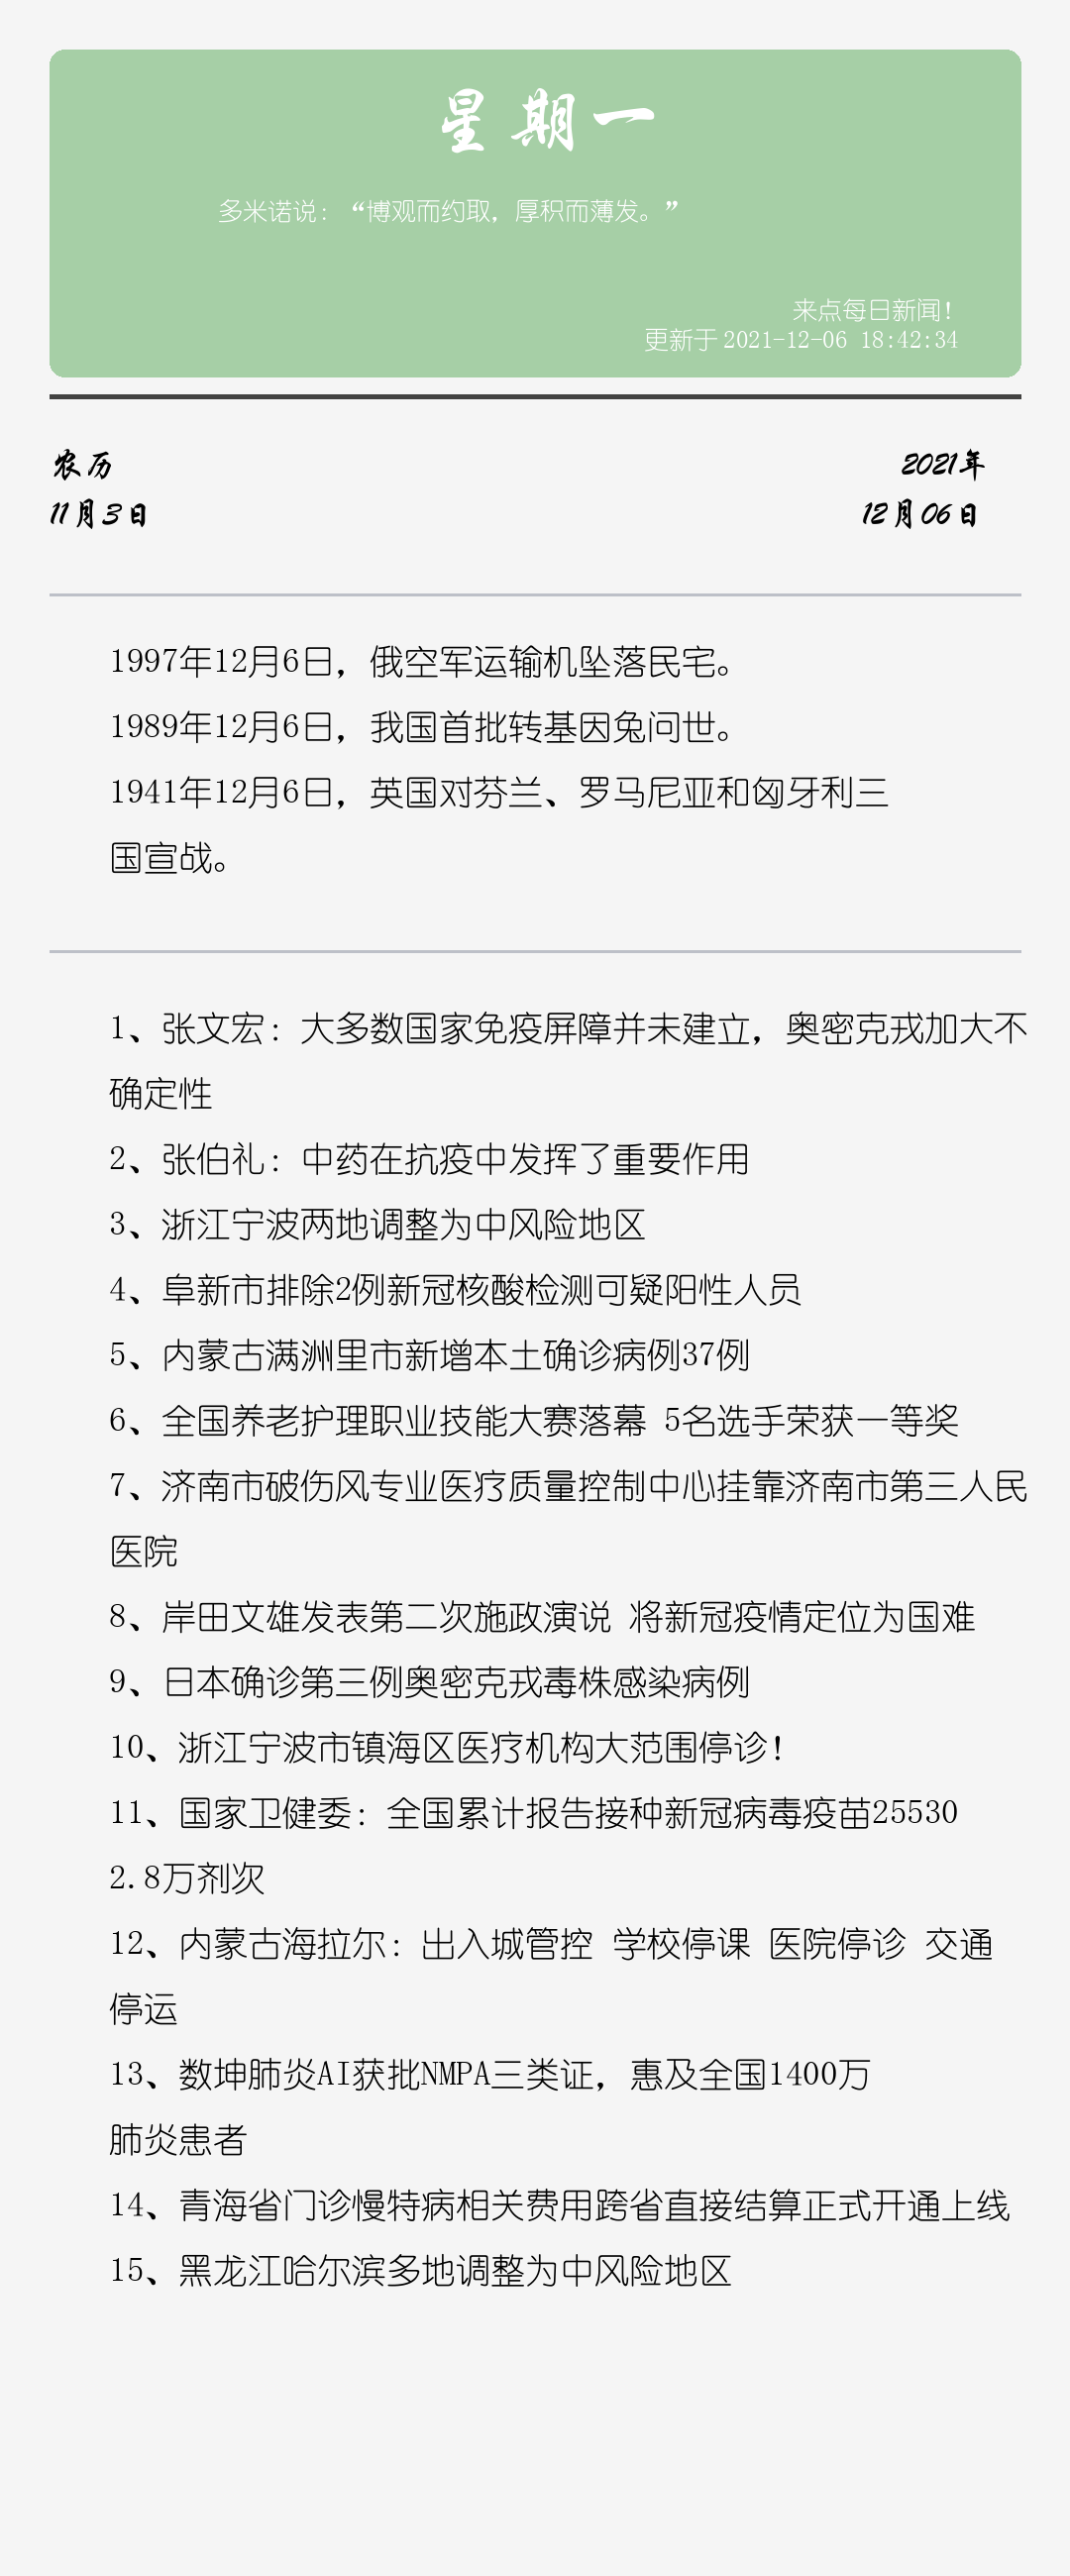 星期一
多米诺说：“博观而约取，厚积而薄发。”
来点每日新闻！
更新于 2021-12-06 18:42:34
农历
2021年
11月3日
12月06日
1997年12月6日，俄空军运输机坠落民宅。
1989年12月6日，我国首批转基因兔问世。
1941年12月6日，英国对芬兰、罗马尼亚和匈牙利三
国宣战。
1、张文宏：大多数国家免疫屏障并未建立，奥密克戎加大不
确定性
2、张伯礼：中药在抗疫中发挥了重要作用
3、浙江宁波两地调整为中风险地区
4、阜新市排除2例新冠核酸检测可疑阳性人员
5、内蒙古满洲里市新增本土确诊病例37例
6、全国养老护理职业技能大赛落幕 5名选手荣获一等奖
7、济南市破伤风专业医疗质量控制中心挂靠济南市第三人民
医院
8、岸田文雄发表第二次施政演说 将新冠疫情定位为国难
9、日本确诊第三例奥密克戎毒株感染病例
10、浙江宁波市镇海区医疗机构大范围停诊！
11、国家卫健委：全国累计报告接种新冠病毒疫苗25530
2.8万剂次
12、内蒙古海拉尔：出入城管控 学校停课 医院停诊 交通
停运
13、数坤肺炎AI获批NMPA三类证，惠及全国1400万
肺炎患者
14、青海省门诊慢特病相关费用跨省直接结算正式开通上线
15、黑龙江哈尔滨多地调整为中风险地区